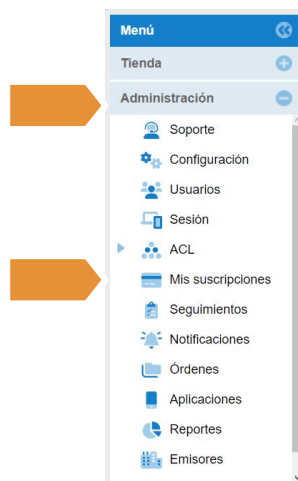 Menú
Tienda
Administración
Soporte
Configuración
Usuarios
Sesión
ACL
Mis suscripciones
Seguimientos
Notificaciones
Órdenes
Aplicaciones
Reportes
Emisores